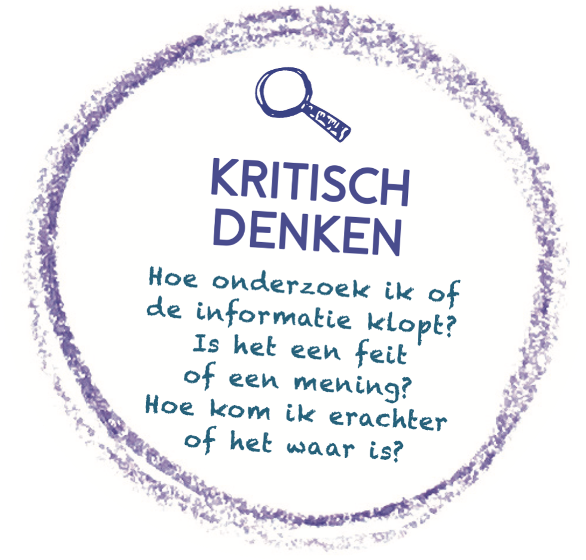 KRITISCH
DENKEN
Hoe onderzoek ik of
de informatie klopt?
Is het een feit
of een mening?
Hoe kom ik erachter
of het waar is?